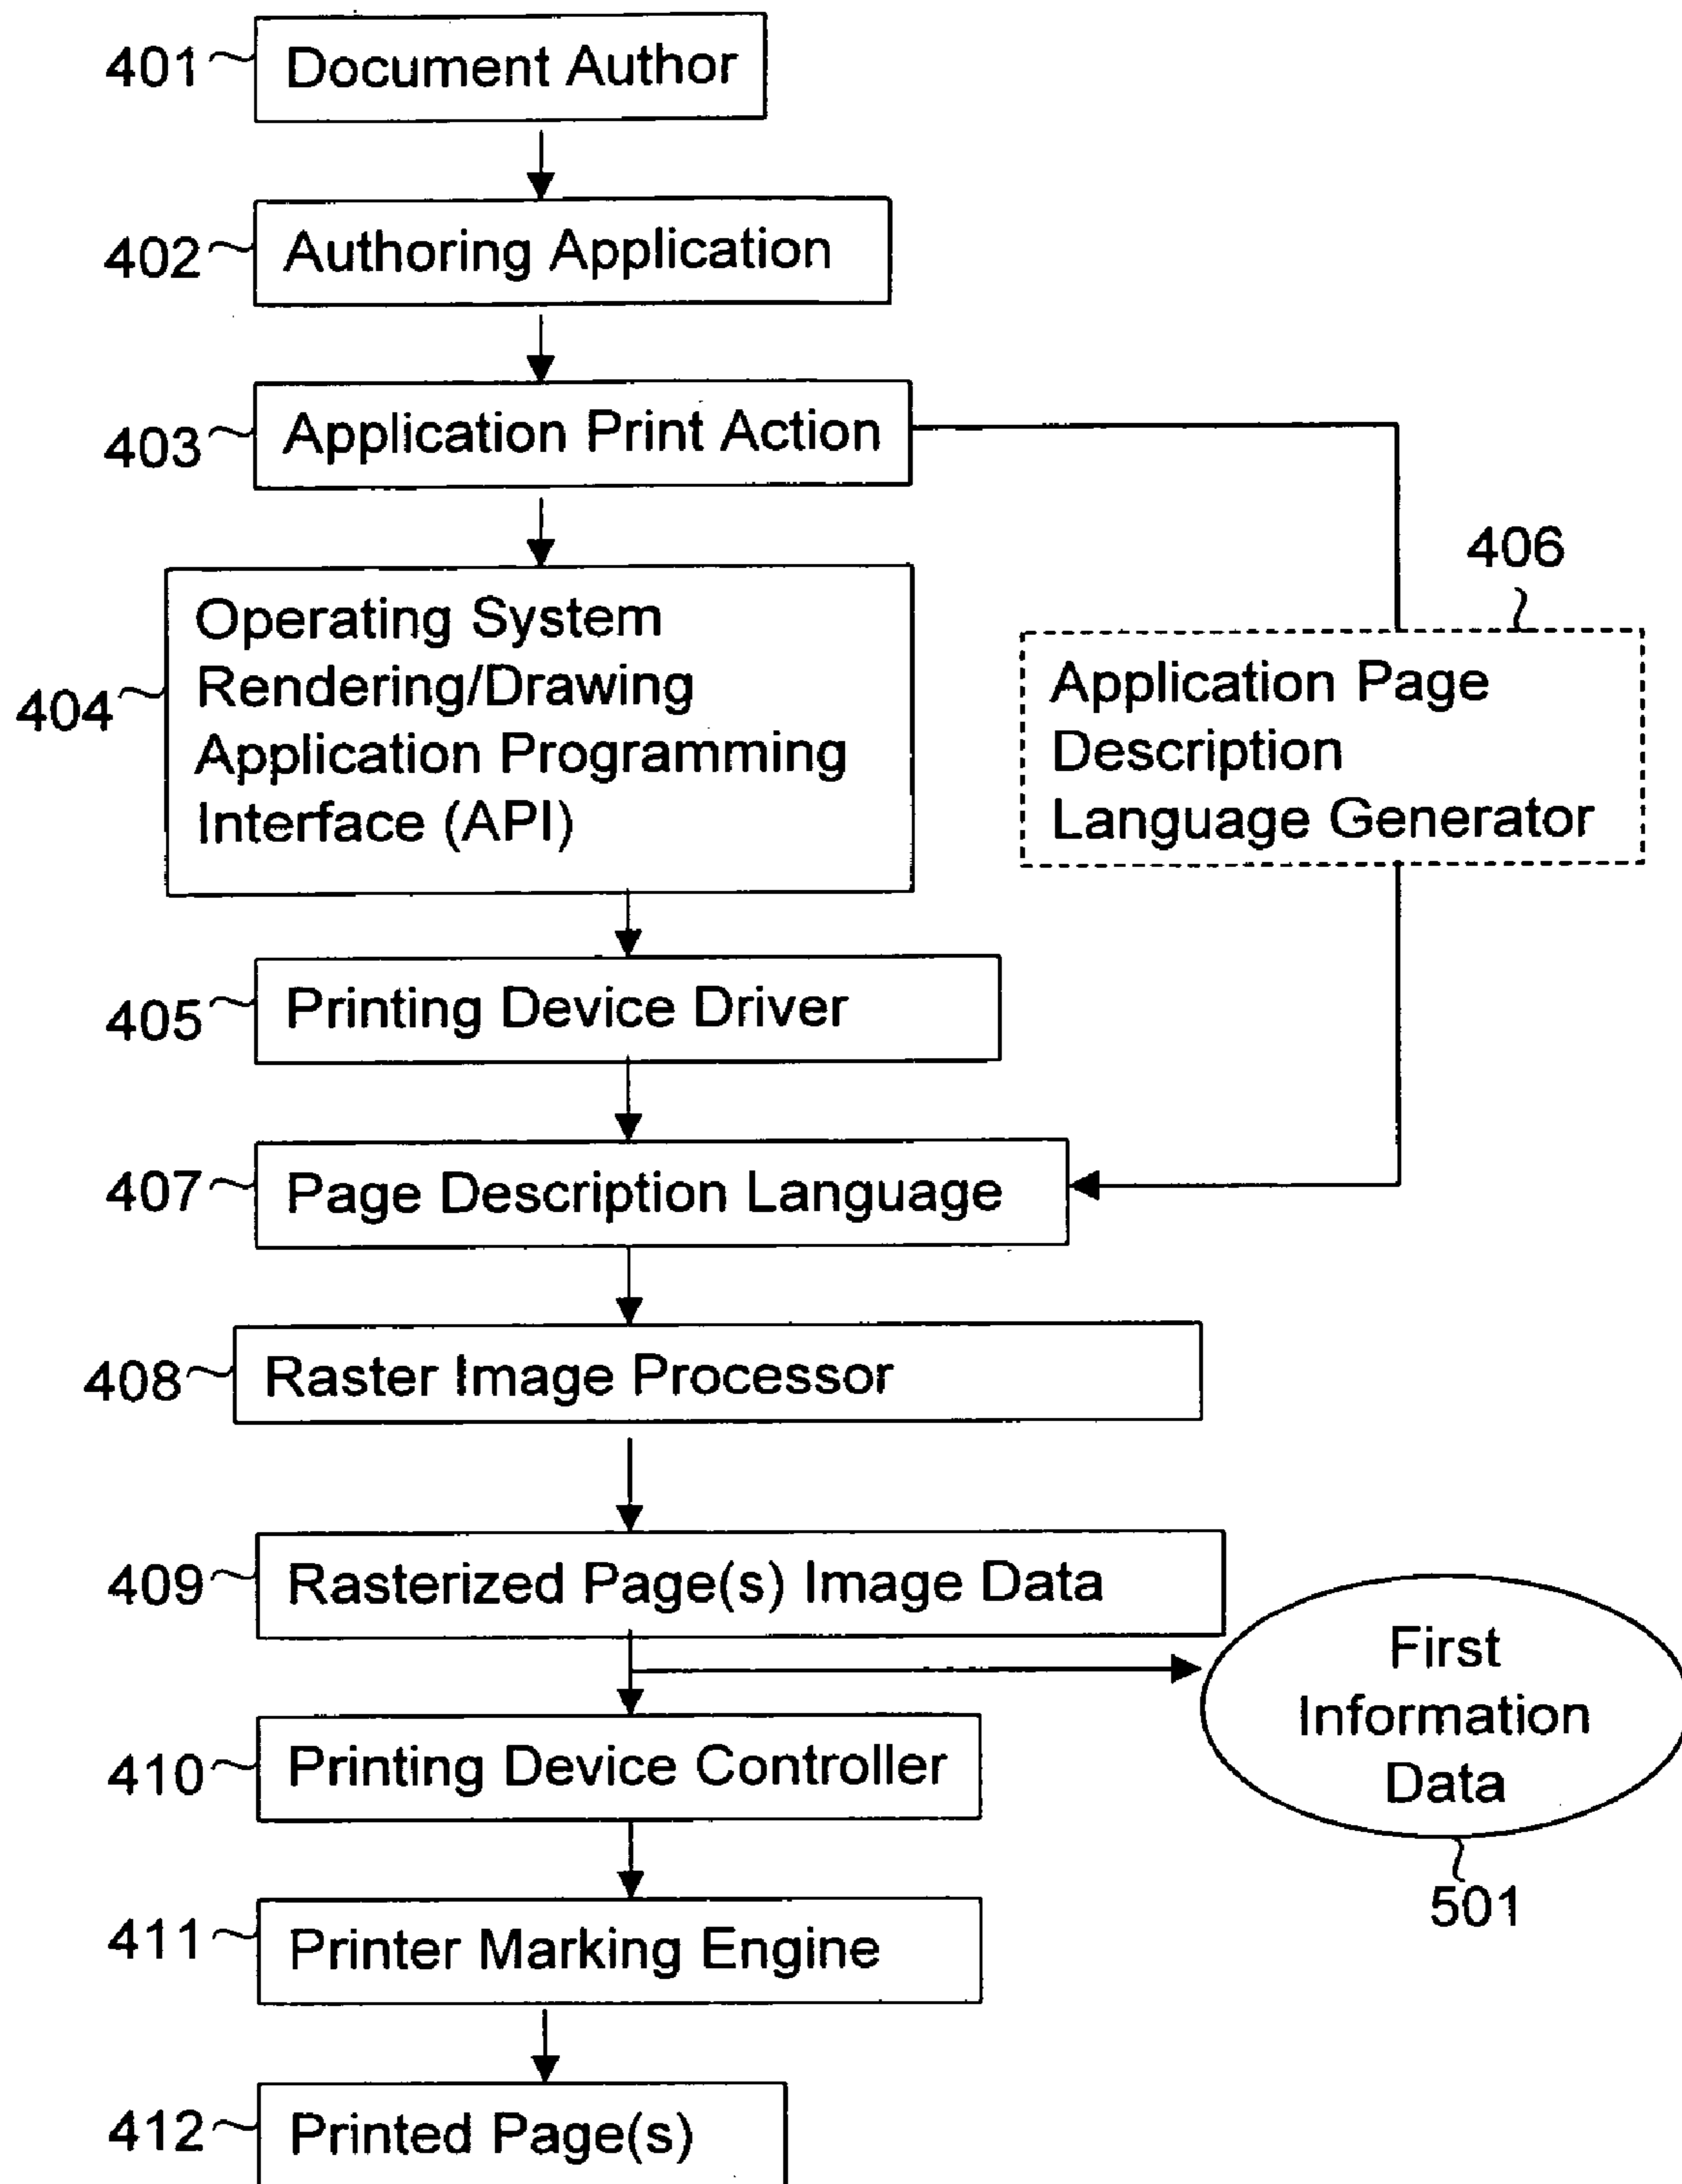 401
Document Author
402
Authoring Application
403
Application Print Action
406
404
Operating System
Rendering/Drawing
Application Programming
Interface (API)
Application Page
Description
Language Generator
405
Printing Device Driver
407
Page Description Language
408
Raster Image Processor
409
Rasterized Page(s) Image Data
First
Information
Data
501
410
Printing Device Controller
411
Printer Marking Engine
412
Printed Page(s)